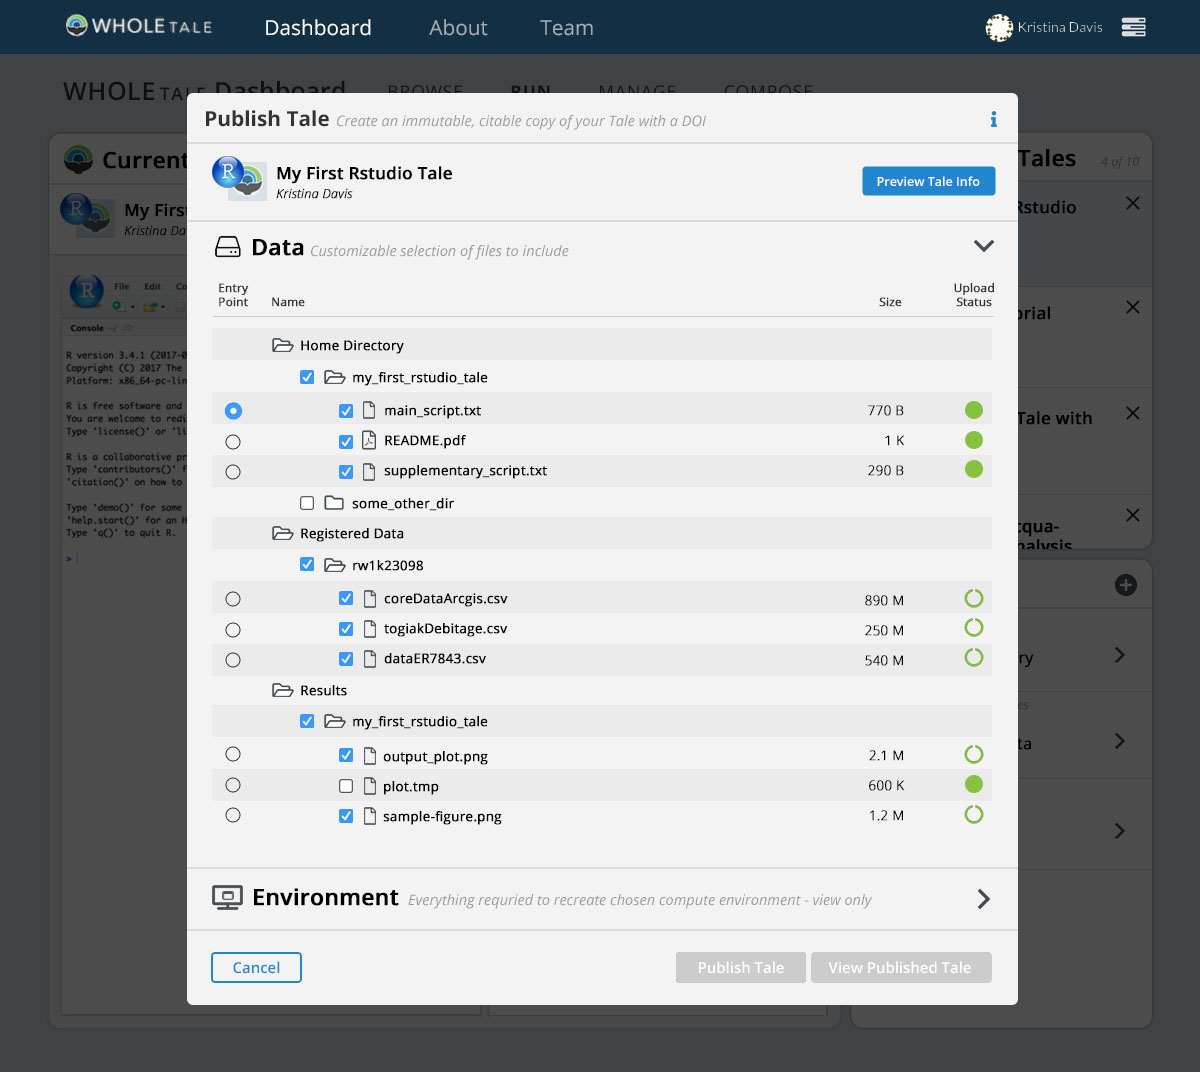 WHOLE TALE Dashboard About Team Kristina Davis
WHOLE TALE Dashboard BROWSE RUN MANAGE COMPOSE
Publish Tale Create an immutable, citable copy of your Tale with a DOI
Current
Tales 4 of 10
My First Rstudio Tale
Kristina Davis
Preview Tale Info
My Firs
Kristina Da
Rstudio
Data Customizable selection of files to include
Entry Point Name Size Upload Status
File Edit Co
Console ~/
orial
R version 3.4.1 (2017-0
Copyright (C) 2017 The
Platform: x86_64-pc-lin
R is free software and
You are welcome to redi
Type 'license()' or 'li
R is a collaborative pr
Type 'contributors()' f
'citation()' on how to
Type 'demo()' for some
'help.start()' for an H
Type 'q()' to quit R.
>
Home Directory
my_first_rstudio_tale
main_script.txt 770 B
README.pdf 1 K
supplementary_script.txt 290 B
some_other_dir
Registered Data
rw1k23098
coreDataArcgis.csv 890 M
togiakDebitage.csv 250 M
dataER7843.csv 540 M
Results
my_first_rstudio_tale
output_plot.png 2.1 M
plot.tmp 600 K
sample-figure.png 1.2 M
Tale with
cqua-
nalysis
ry
es
ta
Environment Everything requried to recreate chosen compute environment - view only
Cancel Publish Tale View Published Tale